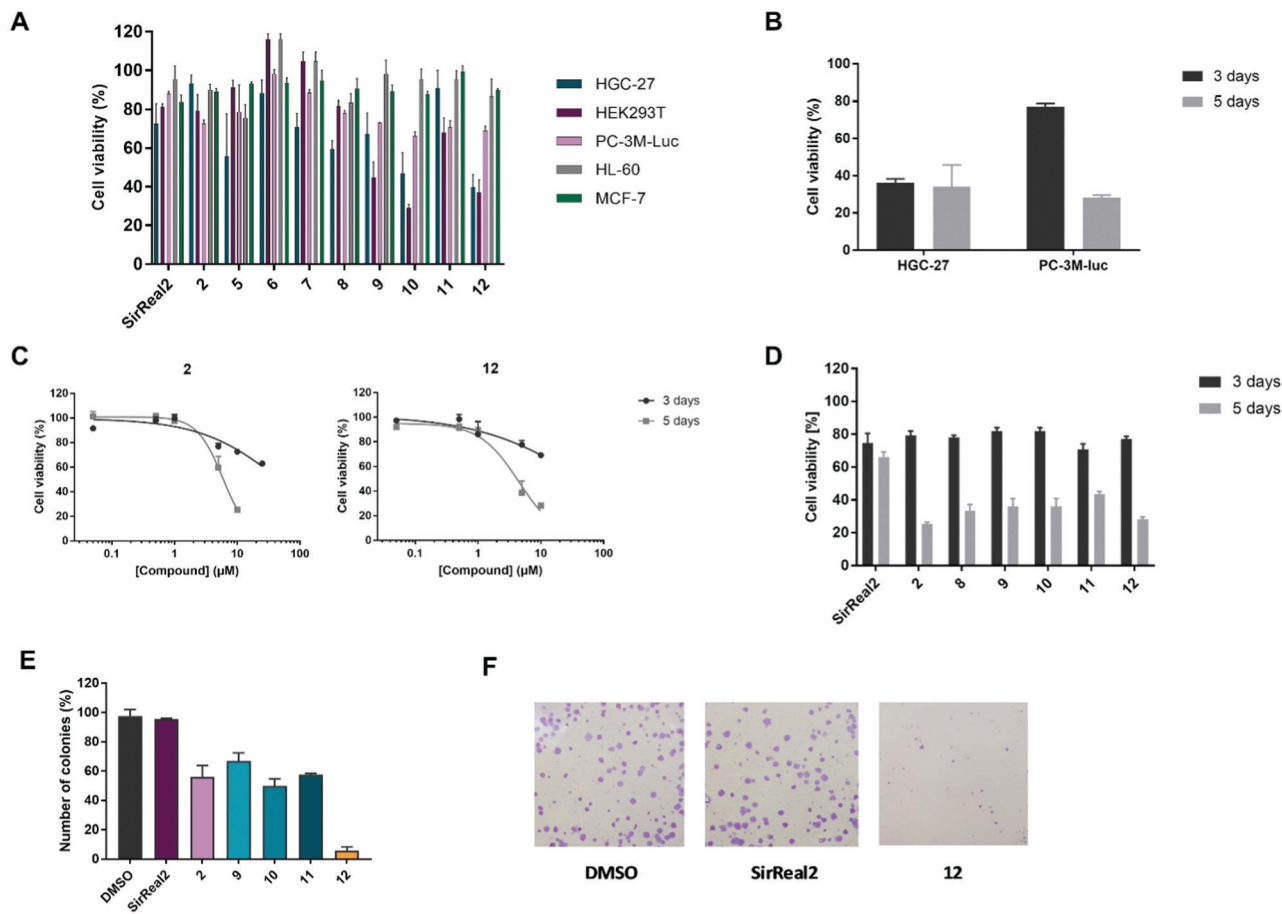 A
Cell viability (%)
120
100
80
60
40
20
0
SirReal2
2
5
6
7
8
9
10
11
12
HGC-27
HEK293T
PC-3M-Luc
HL-60
MCF-7
B
Cell viability (%)
80
60
40
20
0
100
HGC-27
PC-3M-luc
3 days
5 days
C
2
Cell viability (%)
120
100
80
60
40
20
0
0.1
1
10
100
[Compound] (µM)
12
Cell viability (%)
120
100
80
60
40
20
0
0.1
1
10
100
[Compound] (µM)
3 days
5 days
D
Cell viability [%]
120
100
80
60
40
20
0
SirReal2
2
8
9
10
11
12
3 days
5 days
E
Number of colonies (%)
120
100
80
60
40
20
0
DMSO
SirReal2
2
9
10
11
12
F
DMSO
SirReal2
12